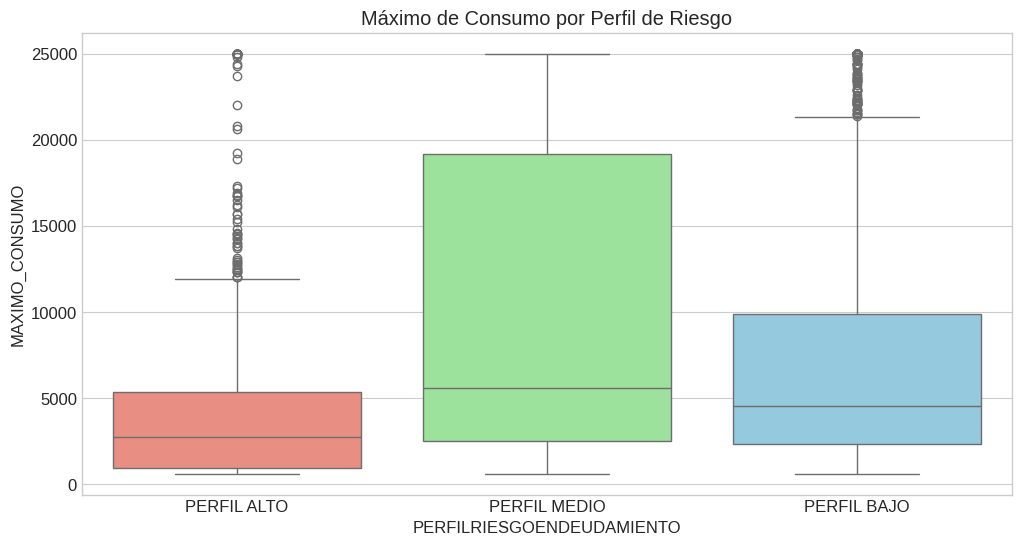 Máximo de Consumo por Perfil de Riesgo
MAXIMO_CONSUMO
25000
20000
15000
10000
5000
0
PERFIL ALTO
PERFIL MEDIO
PERFIL BAJO
PERFILRIESGOENDEUDAMIENTO